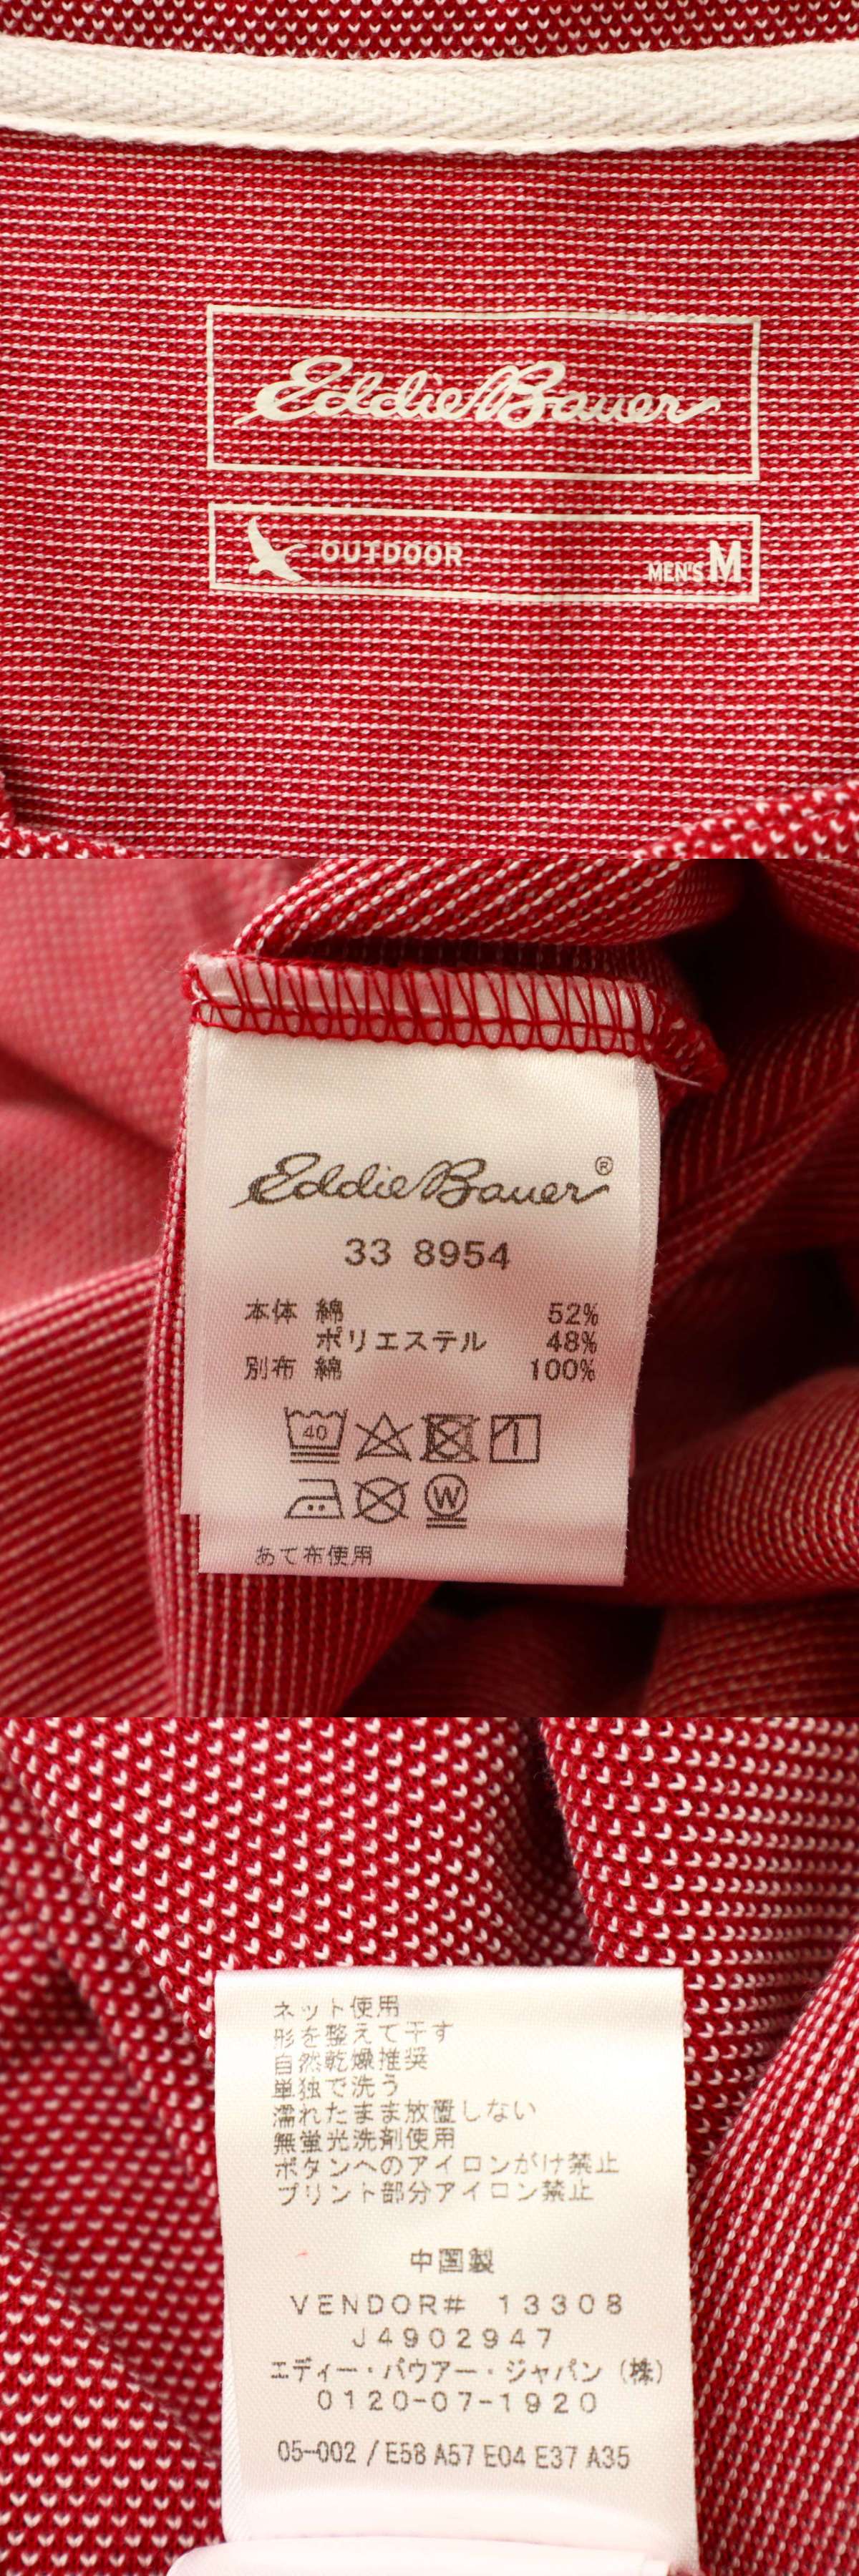 Eddie Bauer
OUTDOOR
MEN'S M
Eddie Bauer®
33 8954
本体 綿 52%
ポリエステル 48%
別布 綿 100%
40
W
あて布使用
ネット使用
形を整えて干す
自然乾燥推奨
単独で洗う
濡れたまま放置しない
無蛍光洗剤使用
ボタンへのアイロンがけ禁止
プリント部分アイロン禁止
中国製
VENDOR# 13308
J4902947
エディー・バウアー・ジャパン（株）
0120-07-1920
05-002 / E58 A57 E04 E37 A35